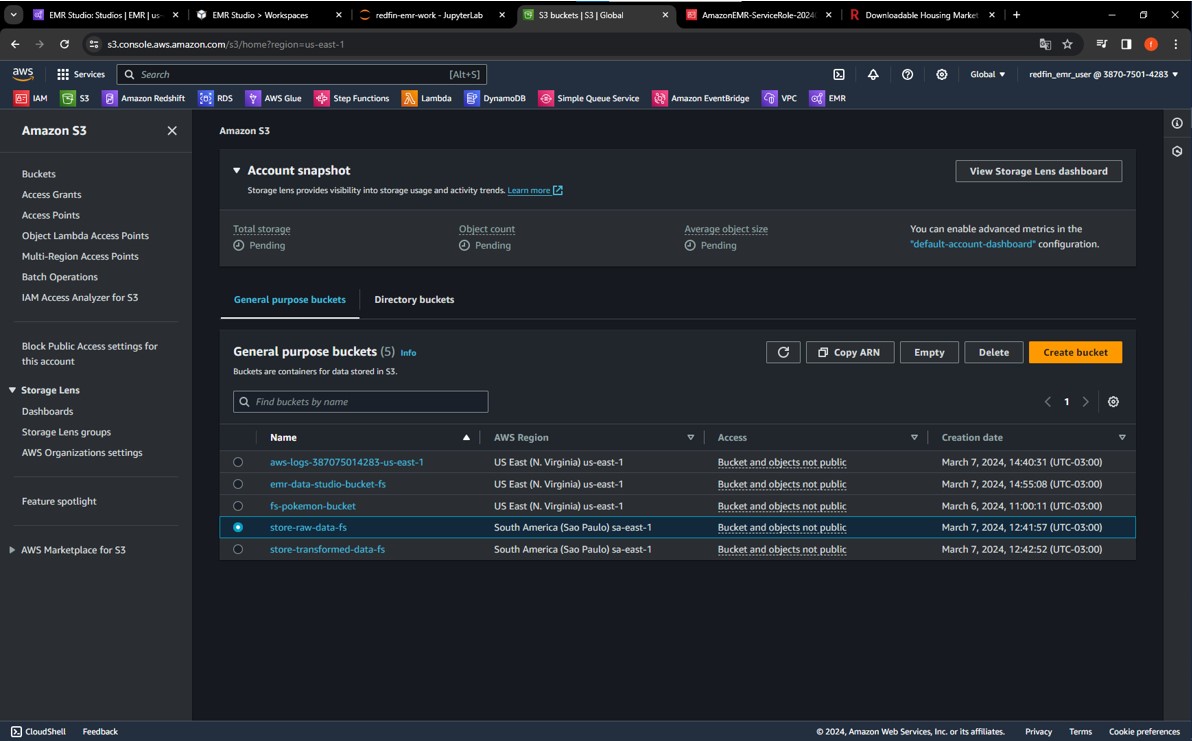 EMR Studio: Studios | EMR | us-
EMR Studio > Workspaces
redfin-emr-work - JupyterLab
S3 buckets | S3 | Global
AmazonEMR-ServiceRole-2024
Downloadable Housing Market
s3.console.aws.amazon.com/s3/home?region=us-east-1
aws
Services
Search
[Alt+S]
Global
redfin_emr_user @ 3870-7501-4283
IAM
S3
Amazon Redshift
RDS
AWS Glue
Step Functions
Lambda
DynamoDB
Simple Queue Service
Amazon EventBridge
VPC
EMR
Amazon S3
Buckets
Access Grants
Access Points
Object Lambda Access Points
Multi-Region Access Points
Batch Operations
IAM Access Analyzer for S3
Block Public Access settings for
this account
Storage Lens
Dashboards
Storage Lens groups
AWS Organizations settings
Feature spotlight
AWS Marketplace for S3
Amazon S3
Account snapshot
View Storage Lens dashboard
Storage lens provides visibility into storage usage and activity trends. Learn more
Total storage
Pending
Object count
Pending
Average object size
Pending
You can enable advanced metrics in the
"default-account-dashboard" configuration.
General purpose buckets
Directory buckets
General purpose buckets (5) Info
Buckets are containers for data stored in S3.
Copy ARN
Empty
Delete
Create bucket
Find buckets by name
1
Name AWS Region Access Creation date
aws-logs-387075014283-us-east-1 US East (N. Virginia) us-east-1 Bucket and objects not public March 7, 2024, 14:40:31 (UTC-03:00)
emr-data-studio-bucket-fs US East (N. Virginia) us-east-1 Bucket and objects not public March 7, 2024, 14:55:08 (UTC-03:00)
fs-pokemon-bucket US East (N. Virginia) us-east-1 Bucket and objects not public March 6, 2024, 11:00:11 (UTC-03:00)
store-raw-data-fs South America (Sao Paulo) sa-east-1 Bucket and objects not public March 7, 2024, 12:41:57 (UTC-03:00)
store-transformed-data-fs South America (Sao Paulo) sa-east-1 Bucket and objects not public March 7, 2024, 12:42:52 (UTC-03:00)
CloudShell
Feedback
© 2024, Amazon Web Services, Inc. or its affiliates.
Privacy
Terms
Cookie preferences